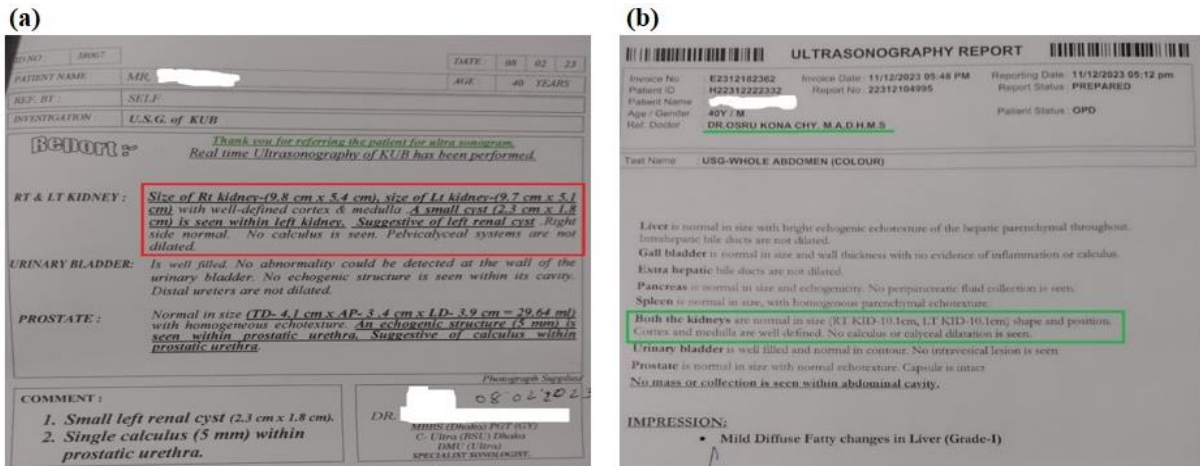 (a)
ID NO : 38067
DATE 08 02 23
PATIENT NAME MR.
AGE: 40 YEARS
REF. BY : SELF
INVESTIGATION U.S.G. of KUB
Report:-
Thank you for referring the patient for ultra sonogram.
Real time Ultrasonography of KUB has been performed.
RT & LT KIDNEY : Size of Rt kidney-(9.8 cm x 5.4 cm), size of Lt kidney-(9.7 cm x 5.1
cm) with well-defined cortex & medulla .A small cyst (2.3 cm x 1.8
cm) is seen within left kidney. Suggestive of left renal cyst .Right
side normal. No calculus is seen. Pelvicalyceal systems are not
dilated.
URINARY BLADDER: Is well filled. No abnormality could be detected at the wall of the
urinary bladder. No echogenic structure is seen within its cavity.
Distal ureters are not dilated.
PROSTATE : Normal in size (TD- 4.1 cm x AP- 3 .4 cm x LD- 3.9 cm = 29.64 ml)
with homogeneous echotexture. An echogenic structure (5 mm) is
seen within prostatic urethra. Suggestive of calculus within
prostatic urethra.
Photograph Supplied
COMMENT :
1. Small left renal cyst (2.3 cm x 1.8 cm).
2. Single calculus (5 mm) within
prostatic urethra.
08 02 2023
DR.
MBBS (Dhaka) PGT (GY)
C- Ultra (BSU) Dhaka
DMU (Ultra)
SPECIALIST SONOLOGIST.
(b)
ULTRASONOGRAPHY REPORT
Invoice No : E2312182362 Invoice Date : 11/12/2023 05:48 PM Reporting Date : 11/12/2023 05:12 pm
Patient ID : H22312222332 Report No : 22312104995 Report Status : PREPARED
Patient Name
Age / Gender : 40Y / M Patient Status : OPD
Ref. Doctor : DR.OSRU KONA CHY. M.A,D.H.M.S
Test Name : USG-WHOLE ABDOMEN (COLOUR)
Liver is normal in size with bright echogenic echotexture of the hepatic parenchymal throughout.
Intrahepatic bile ducts are not dilated.
Gall bladder is normal in size and wall thickness with no evidence of inflammation or calculus.
Extra hepatic bile ducts are not dilated.
Pancreas is normal in size and echogenicity. No peripancreatic fluid collection is seen.
Spleen is normal in size, with homogenous parenchymal echotexture.
Both the kidneys are normal in size (RT KID-10.1cm, LT KID-10.1cm) shape and position.
Cortex and medulla are well defined. No calculus or calyceal dilaration is seen.
Urinary bladder is well filled and normal in contour. No intravesical lesion is seen
Prostate is normal in size with normal echotexture. Capsule is intact
No mass or collection is seen within abdominal cavity.
IMPRESSION:
• Mild Diffuse Fatty changes in Liver (Grade-I)